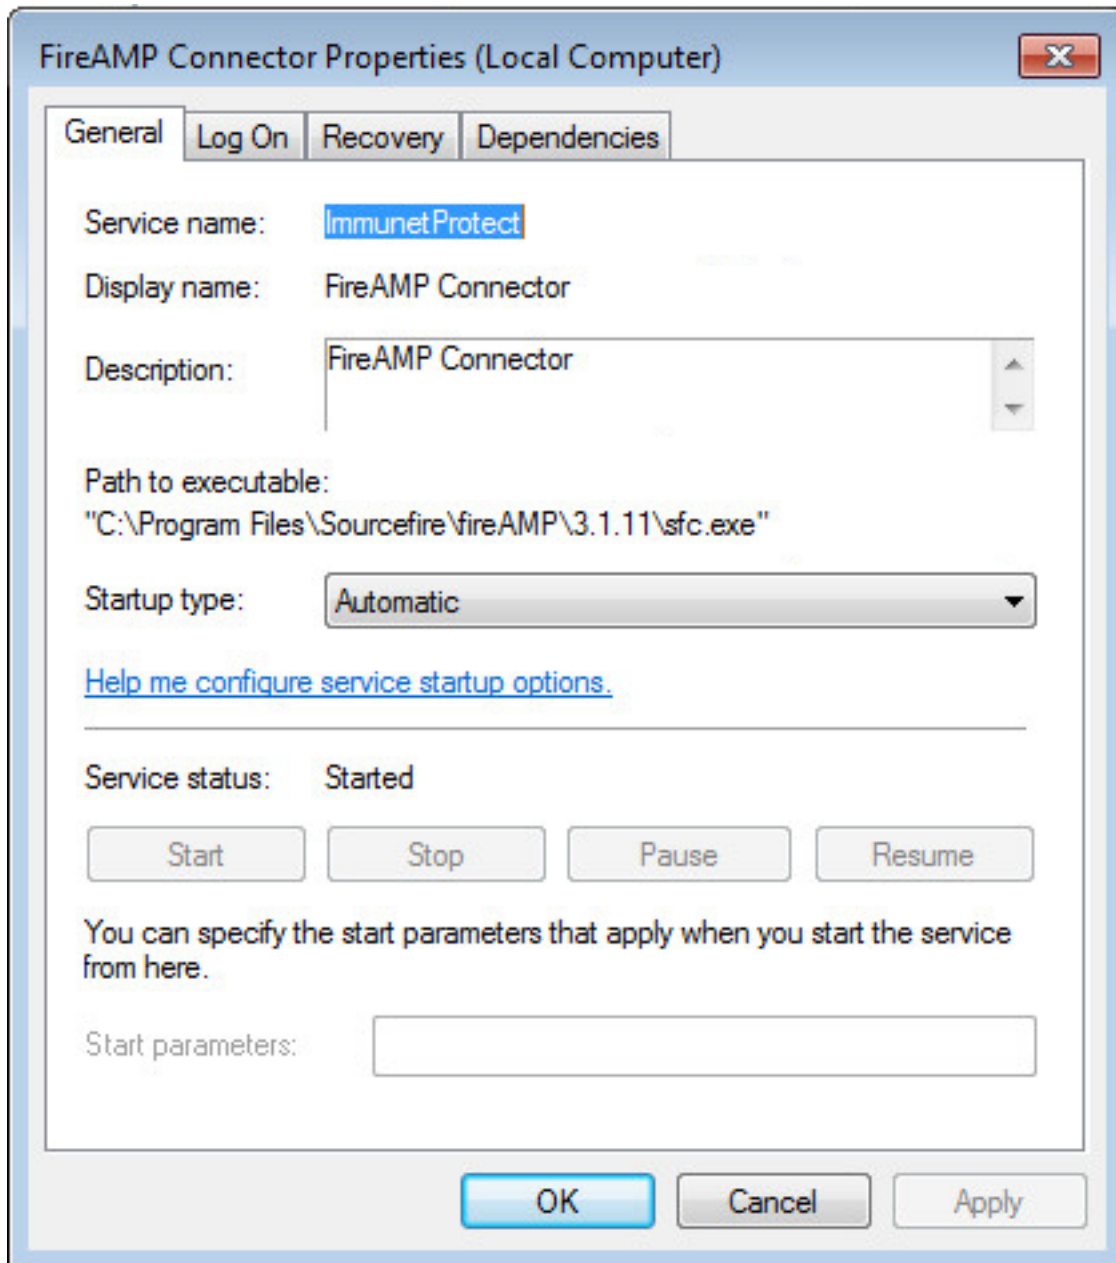 FireAMP Connector Properties (Local Computer)
General Log On Recovery Dependencies
Service name: ImmunetProtect
Display name: FireAMP Connector
Description: FireAMP Connector
Path to executable:
"C:\Program Files\Sourcefire\fireAMP\3.1.11\sfc.exe"
Startup type: Automatic
Help me configure service startup options.
Service status: Started
Start Stop Pause Resume
You can specify the start parameters that apply when you start the service
from here.
Start parameters:
OK Cancel Apply